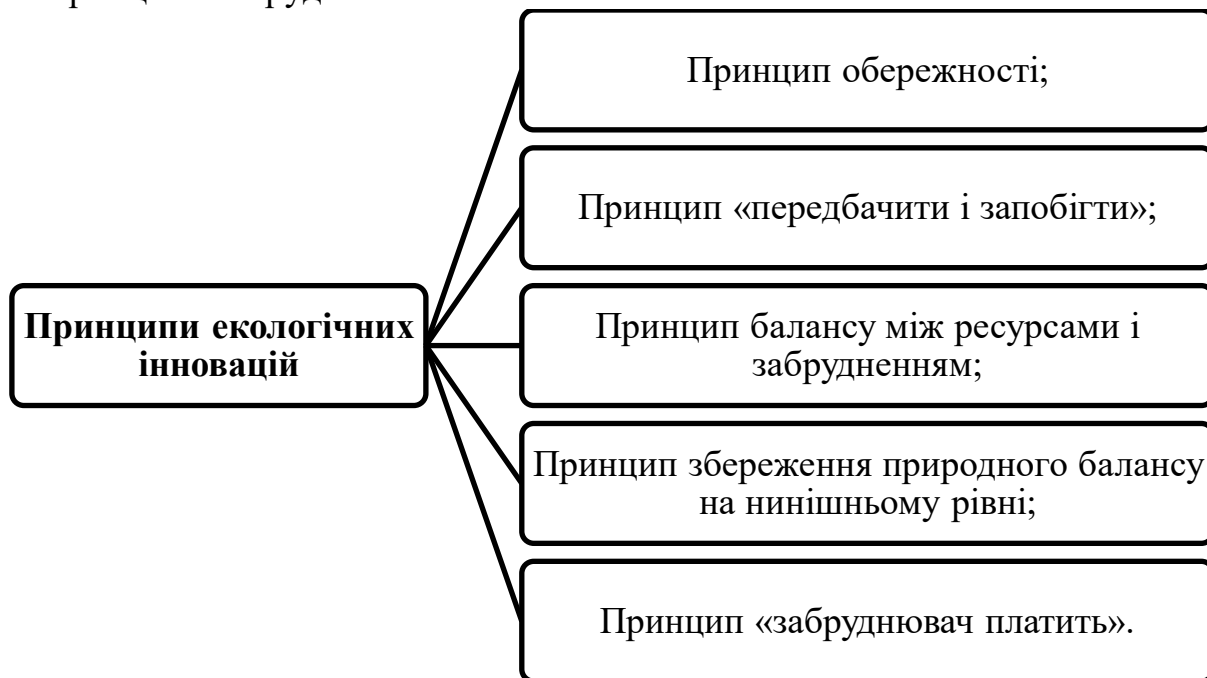 Принцип обережності;
Принцип «передбачити і запобігти»;
Принципи екологічних
інновацій
Принцип балансу між ресурсами і
забрудненням;
Принцип збереження природного балансу
на нинішньому рівні;
Принцип «забруднювач платить».